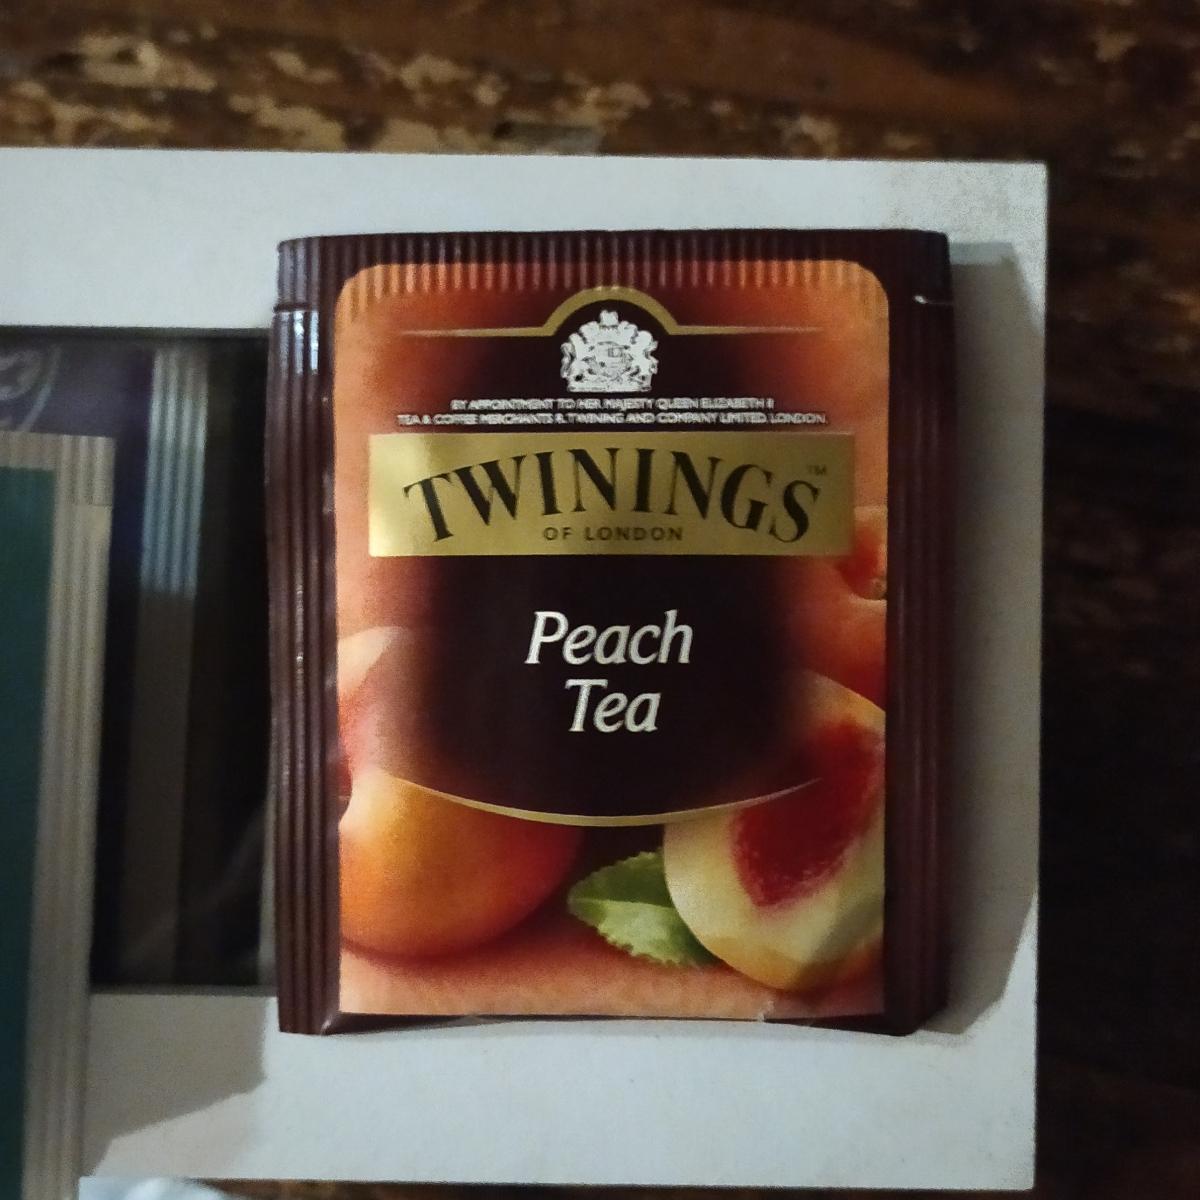 BY APPOINTMENT TO HER MAJESTY QUEEN ELIZABETH II
TEA & COFFEE MERCHANTS R. TWINING AND COMPANY LIMITED, LONDON
TWININGS™
OF LONDON
Peach
Tea